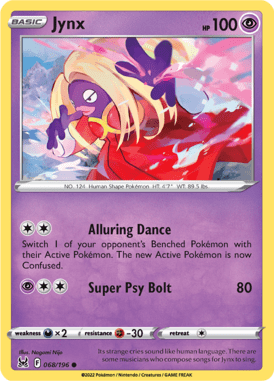 BASIC Jynx HP 100
NO. 124 Human Shape Pokémon HT: 4'7" WT: 89.5 lbs.
Alluring Dance
Switch 1 of your opponent's Benched Pokémon with
their Active Pokémon. The new Active Pokémon is now
Confused.
Super Psy Bolt 80
weakness ×2 resistance -30 retreat
Illus. Nagomi Nijo
Its strange cries sound like human language. There are
some musicians who compose songs for Jynx to sing.
F 068/196
©2022 Pokémon / Nintendo / Creatures / GAME FREAK